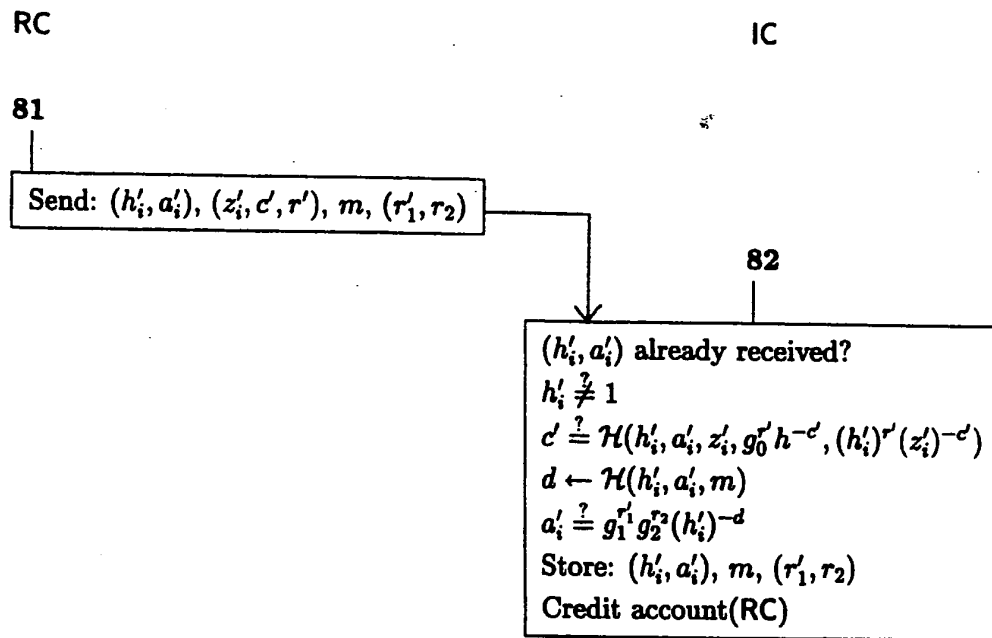 RC
IC
81
Send: (h′ᵢ, a′ᵢ), (z′ᵢ, c′, r′), m, (r′₁, r₂)
82
(h′ᵢ, a′ᵢ) already received?
h′ᵢ ≠? 1
c′ =? ℋ(h′ᵢ, a′ᵢ, z′ᵢ, g₀^{r′} h^{−c′}, (h′ᵢ)^{r′} (z′ᵢ)^{−c′})
d ← ℋ(h′ᵢ, a′ᵢ, m)
a′ᵢ =? g₁^{r′₁} g₂^{r₂} (h′ᵢ)^{−d}
Store: (h′ᵢ, a′ᵢ), m, (r′₁, r₂)
Credit account(RC)